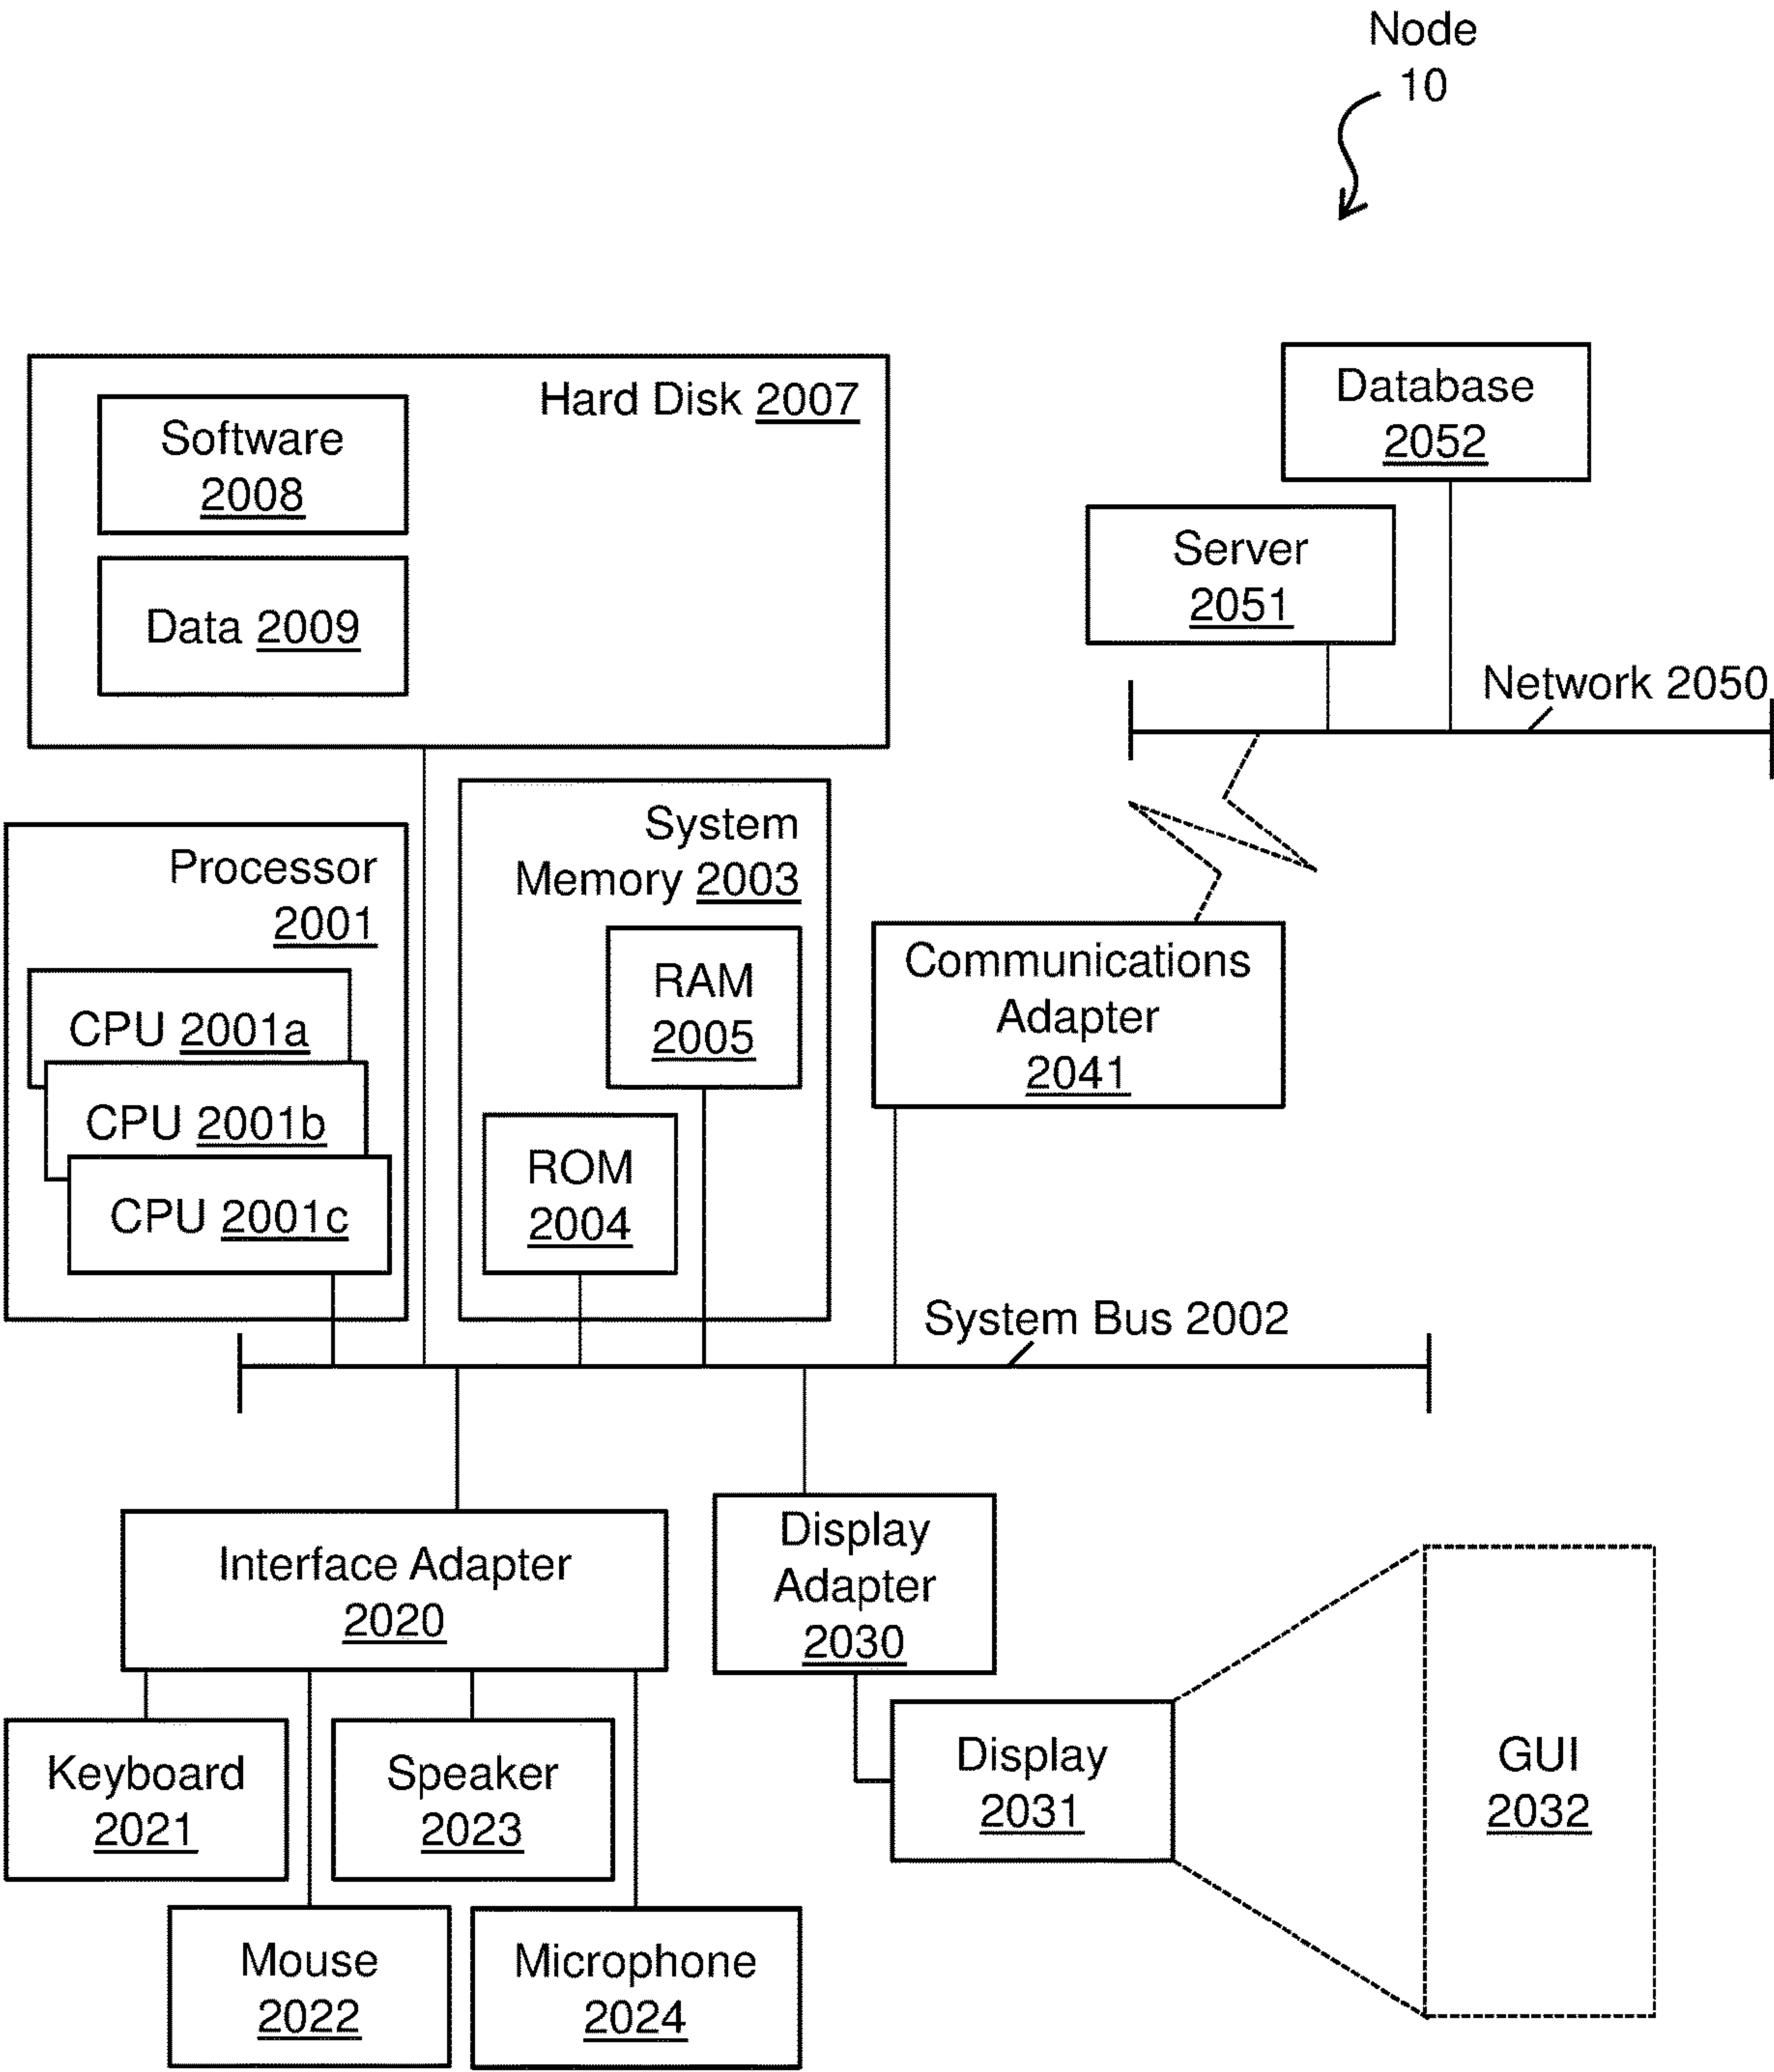 Node
10
Hard Disk 2007
Software
2008
Data 2009
Database
2052
Server
2051
Network 2050
Processor
2001
CPU 2001a
CPU 2001b
CPU 2001c
System
Memory 2003
RAM
2005
ROM
2004
Communications
Adapter
2041
System Bus 2002
Interface Adapter
2020
Display
Adapter
2030
Keyboard
2021
Speaker
2023
Mouse
2022
Microphone
2024
Display
2031
GUI
2032